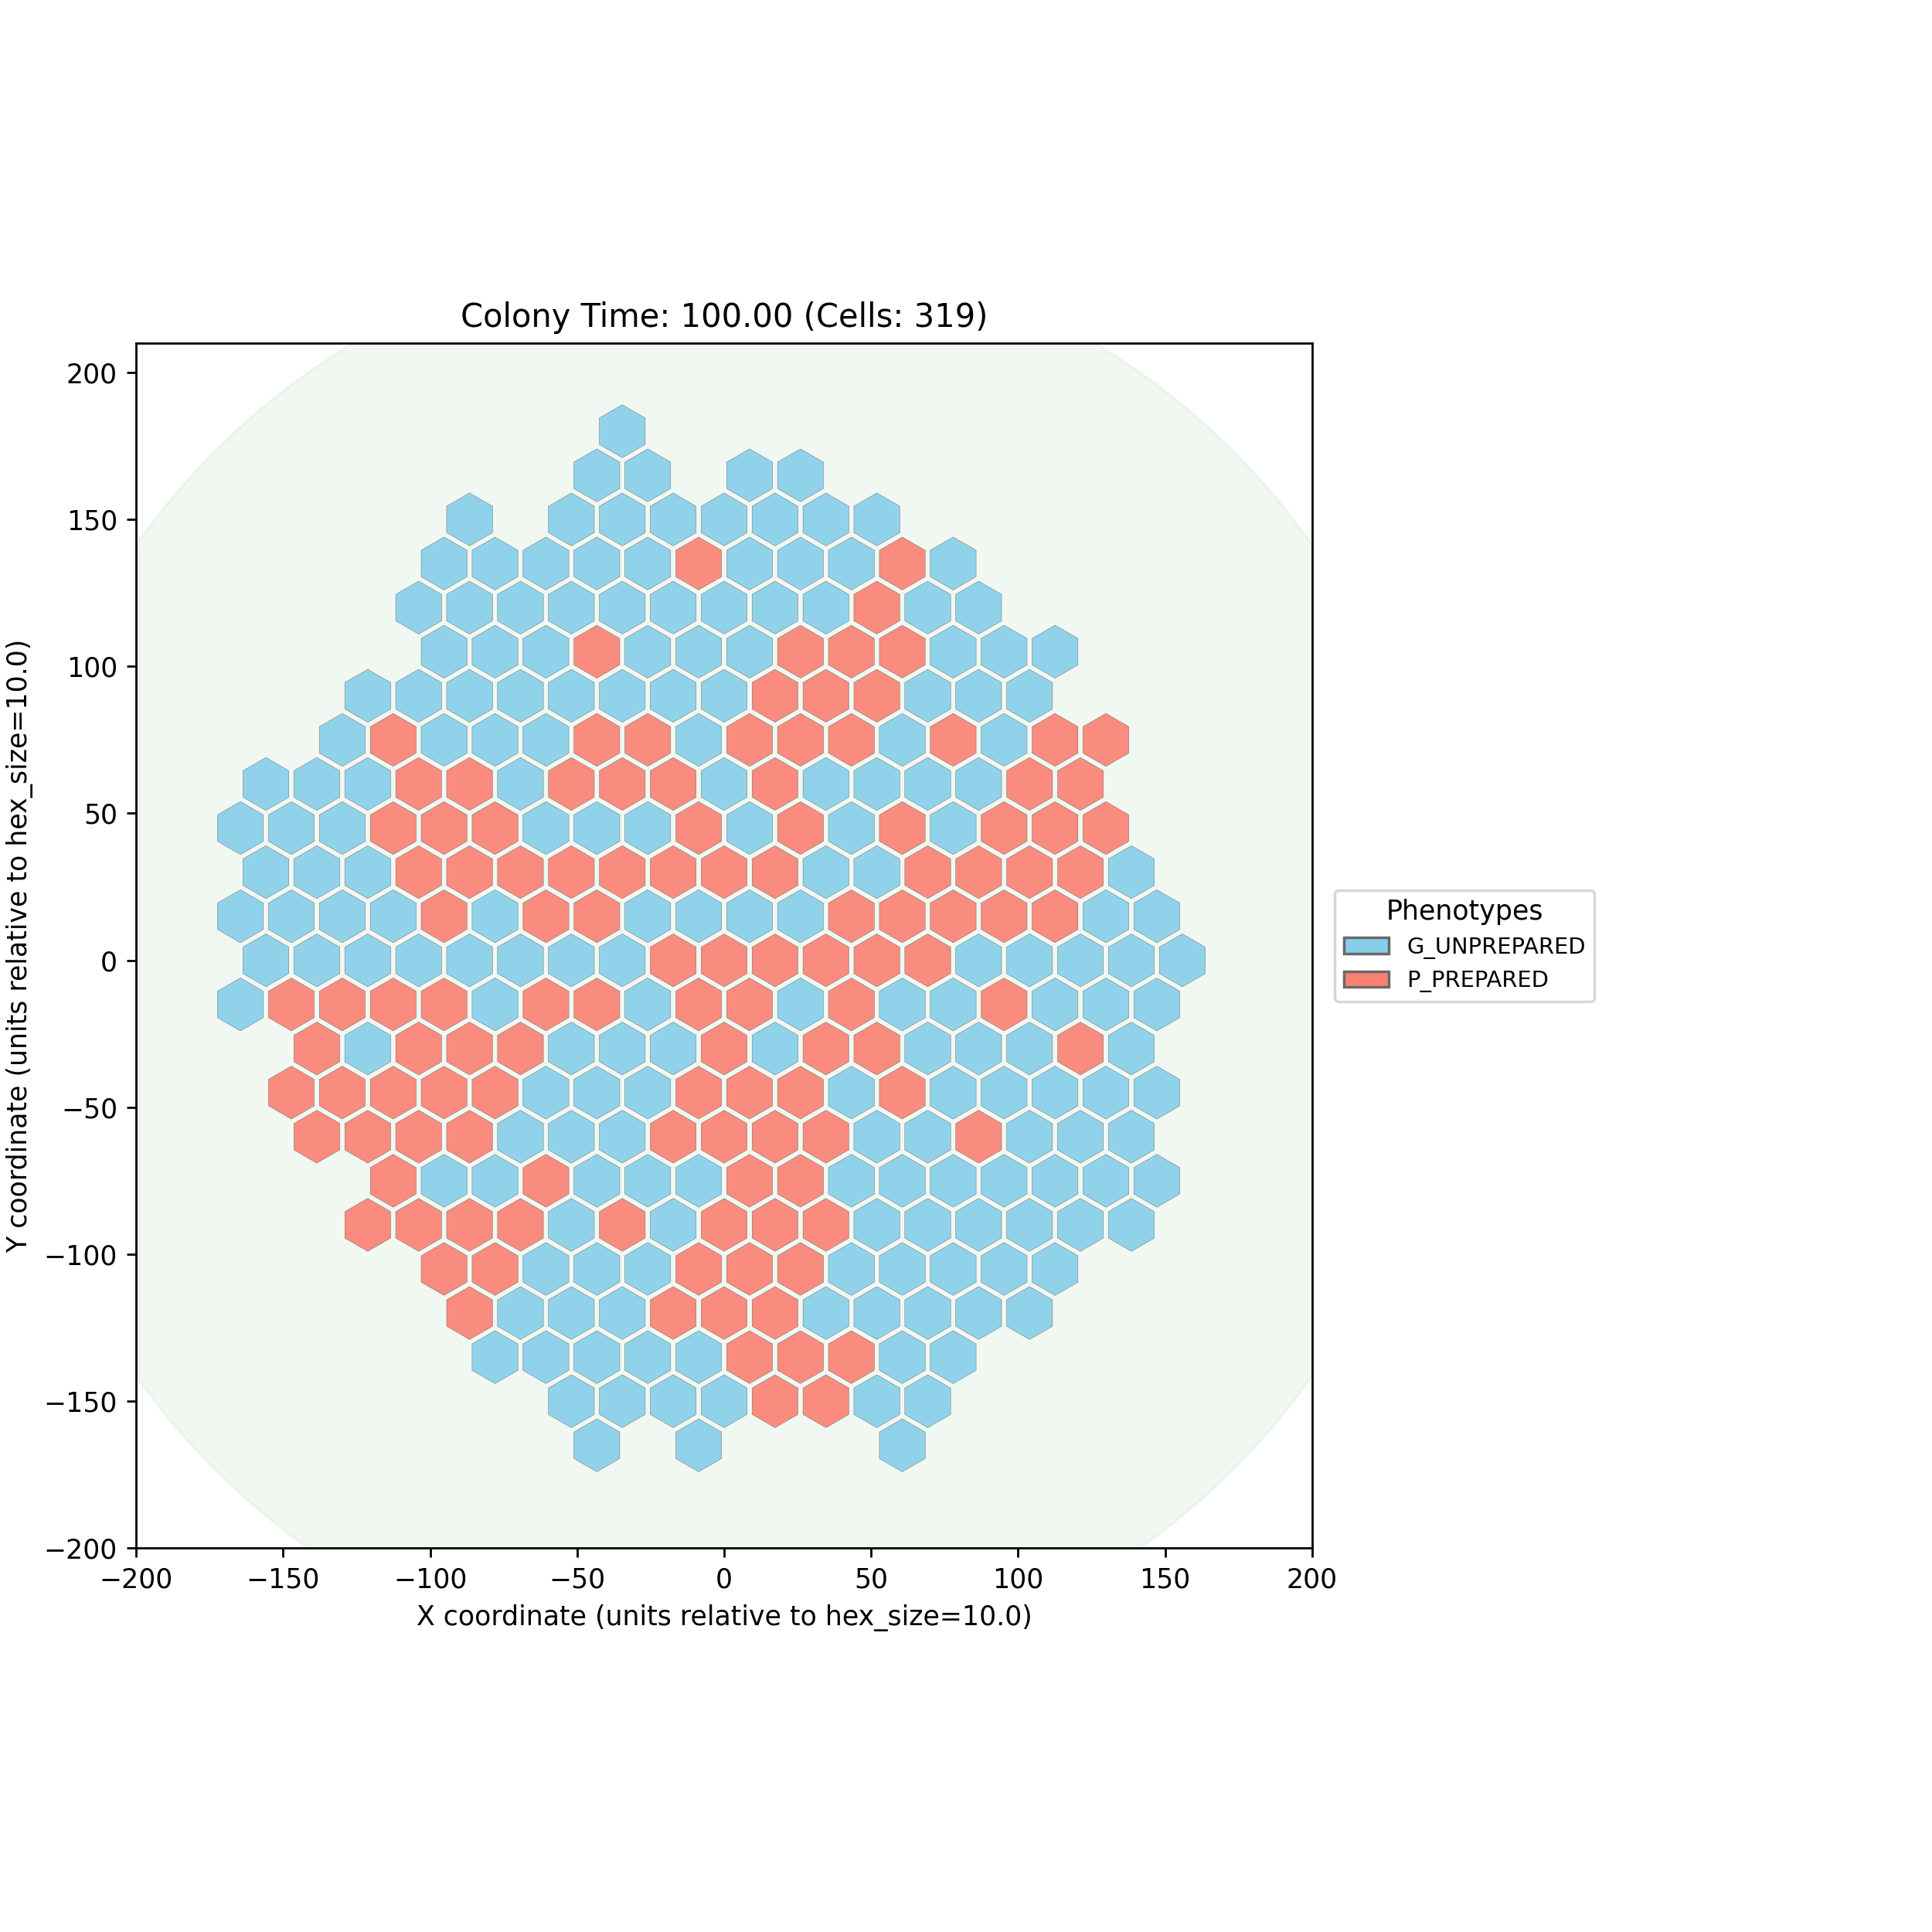 Colony Time: 100.00 (Cells: 319)
200
150
100
50
0
−50
−100
−150
−200
Y coordinate (units relative to hex_size=10.0)
−200 −150 −100 −50 0 50 100 150 200
X coordinate (units relative to hex_size=10.0)
Phenotypes
G_UNPREPARED
P_PREPARED